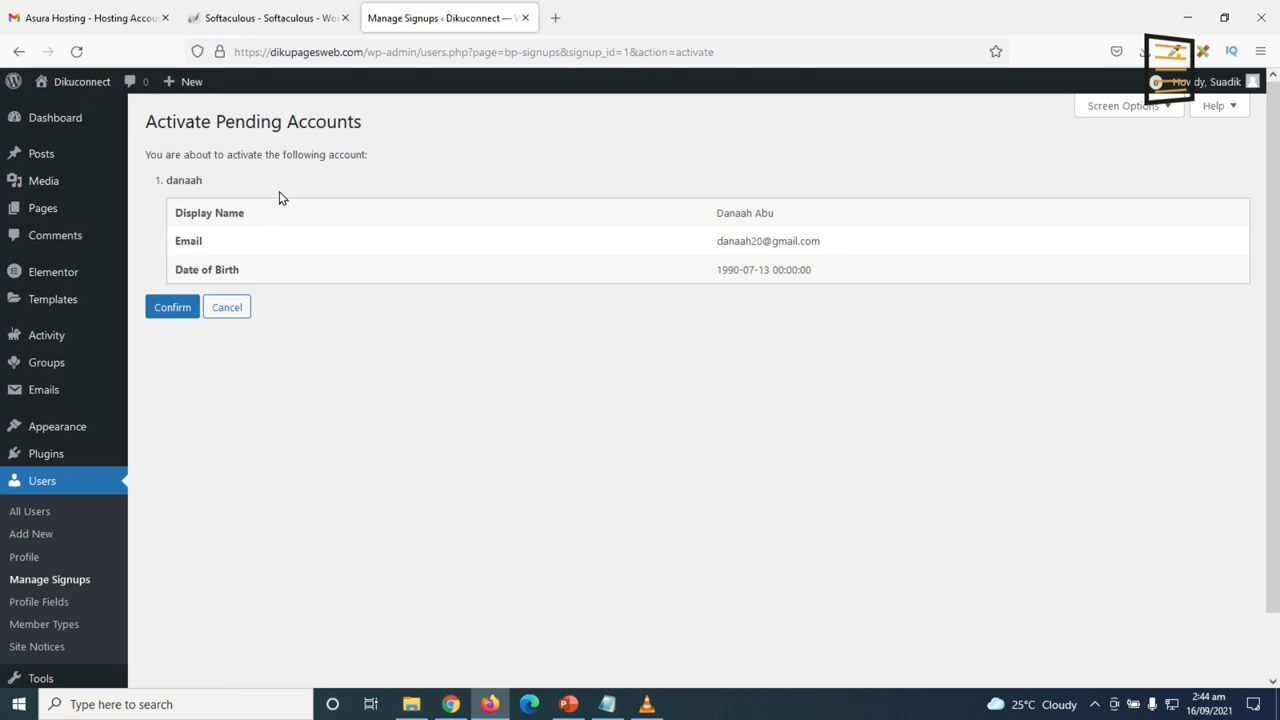 Asura Hosting - Hosting Accou
Softaculous - Softaculous - Wo
Manage Signups ‹ Dikuconnect — W
https://dikupagesweb.com/wp-admin/users.php?page=bp-signups&signup_id=1&action=activate
IQ
Dikuconnect
0
New
Howdy, Suadik
Screen Options
Help
Dashboard
Posts
Media
Pages
Comments
Elementor
Templates
Activity
Groups
Emails
Appearance
Plugins
Users
All Users
Add New
Profile
Manage Signups
Profile Fields
Member Types
Site Notices
Tools
Activate Pending Accounts
You are about to activate the following account:
1. danaah
Display Name Danaah Abu
Email danaah20@gmail.com
Date of Birth 1990-07-13 00:00:00
Confirm Cancel
Type here to search
25°C Cloudy
2:44 am
16/09/2021